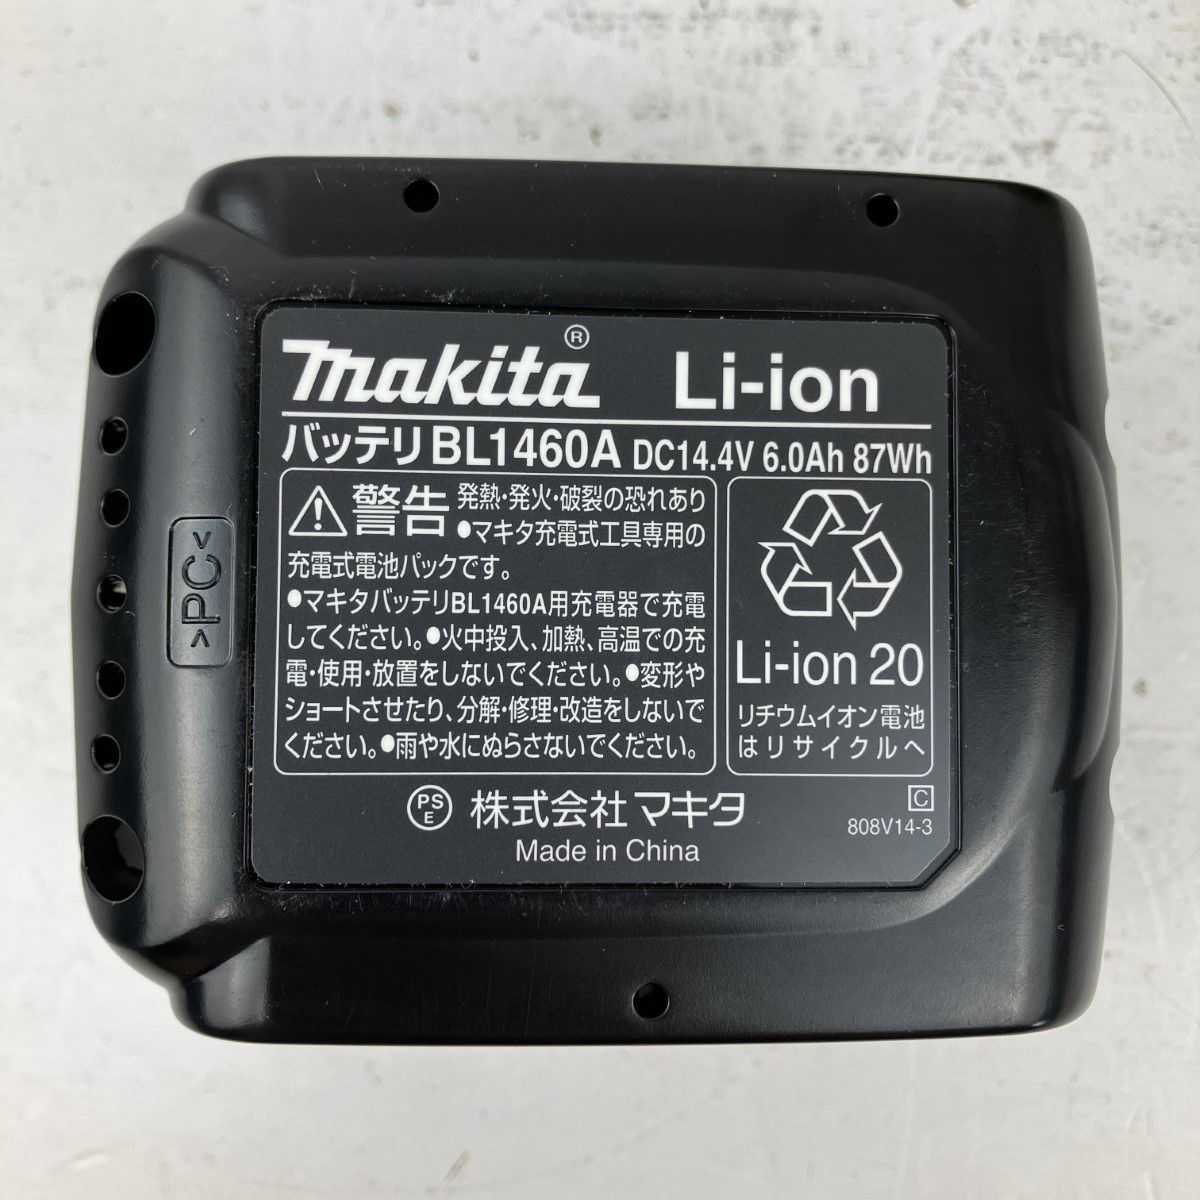 makita®
Li-ion
バッテリBL1460A DC14.4V 6.0Ah 87Wh
警告 発熱・発火・破裂の恐れあり
●マキタ充電式工具専用の
充電式電池パックです。
●マキタバッテリBL1460A用充電器で充電
してください。●火中投入、加熱、高温での充
電・使用・放置をしないでください。●変形や
ショートさせたり、分解・修理・改造をしないで
ください。●雨や水にぬらさないでください。
Li-ion 20
リチウムイオン電池
はリサイクルへ
PS
E
株式会社マキタ
Made in China
C
808V14-3
>PC<